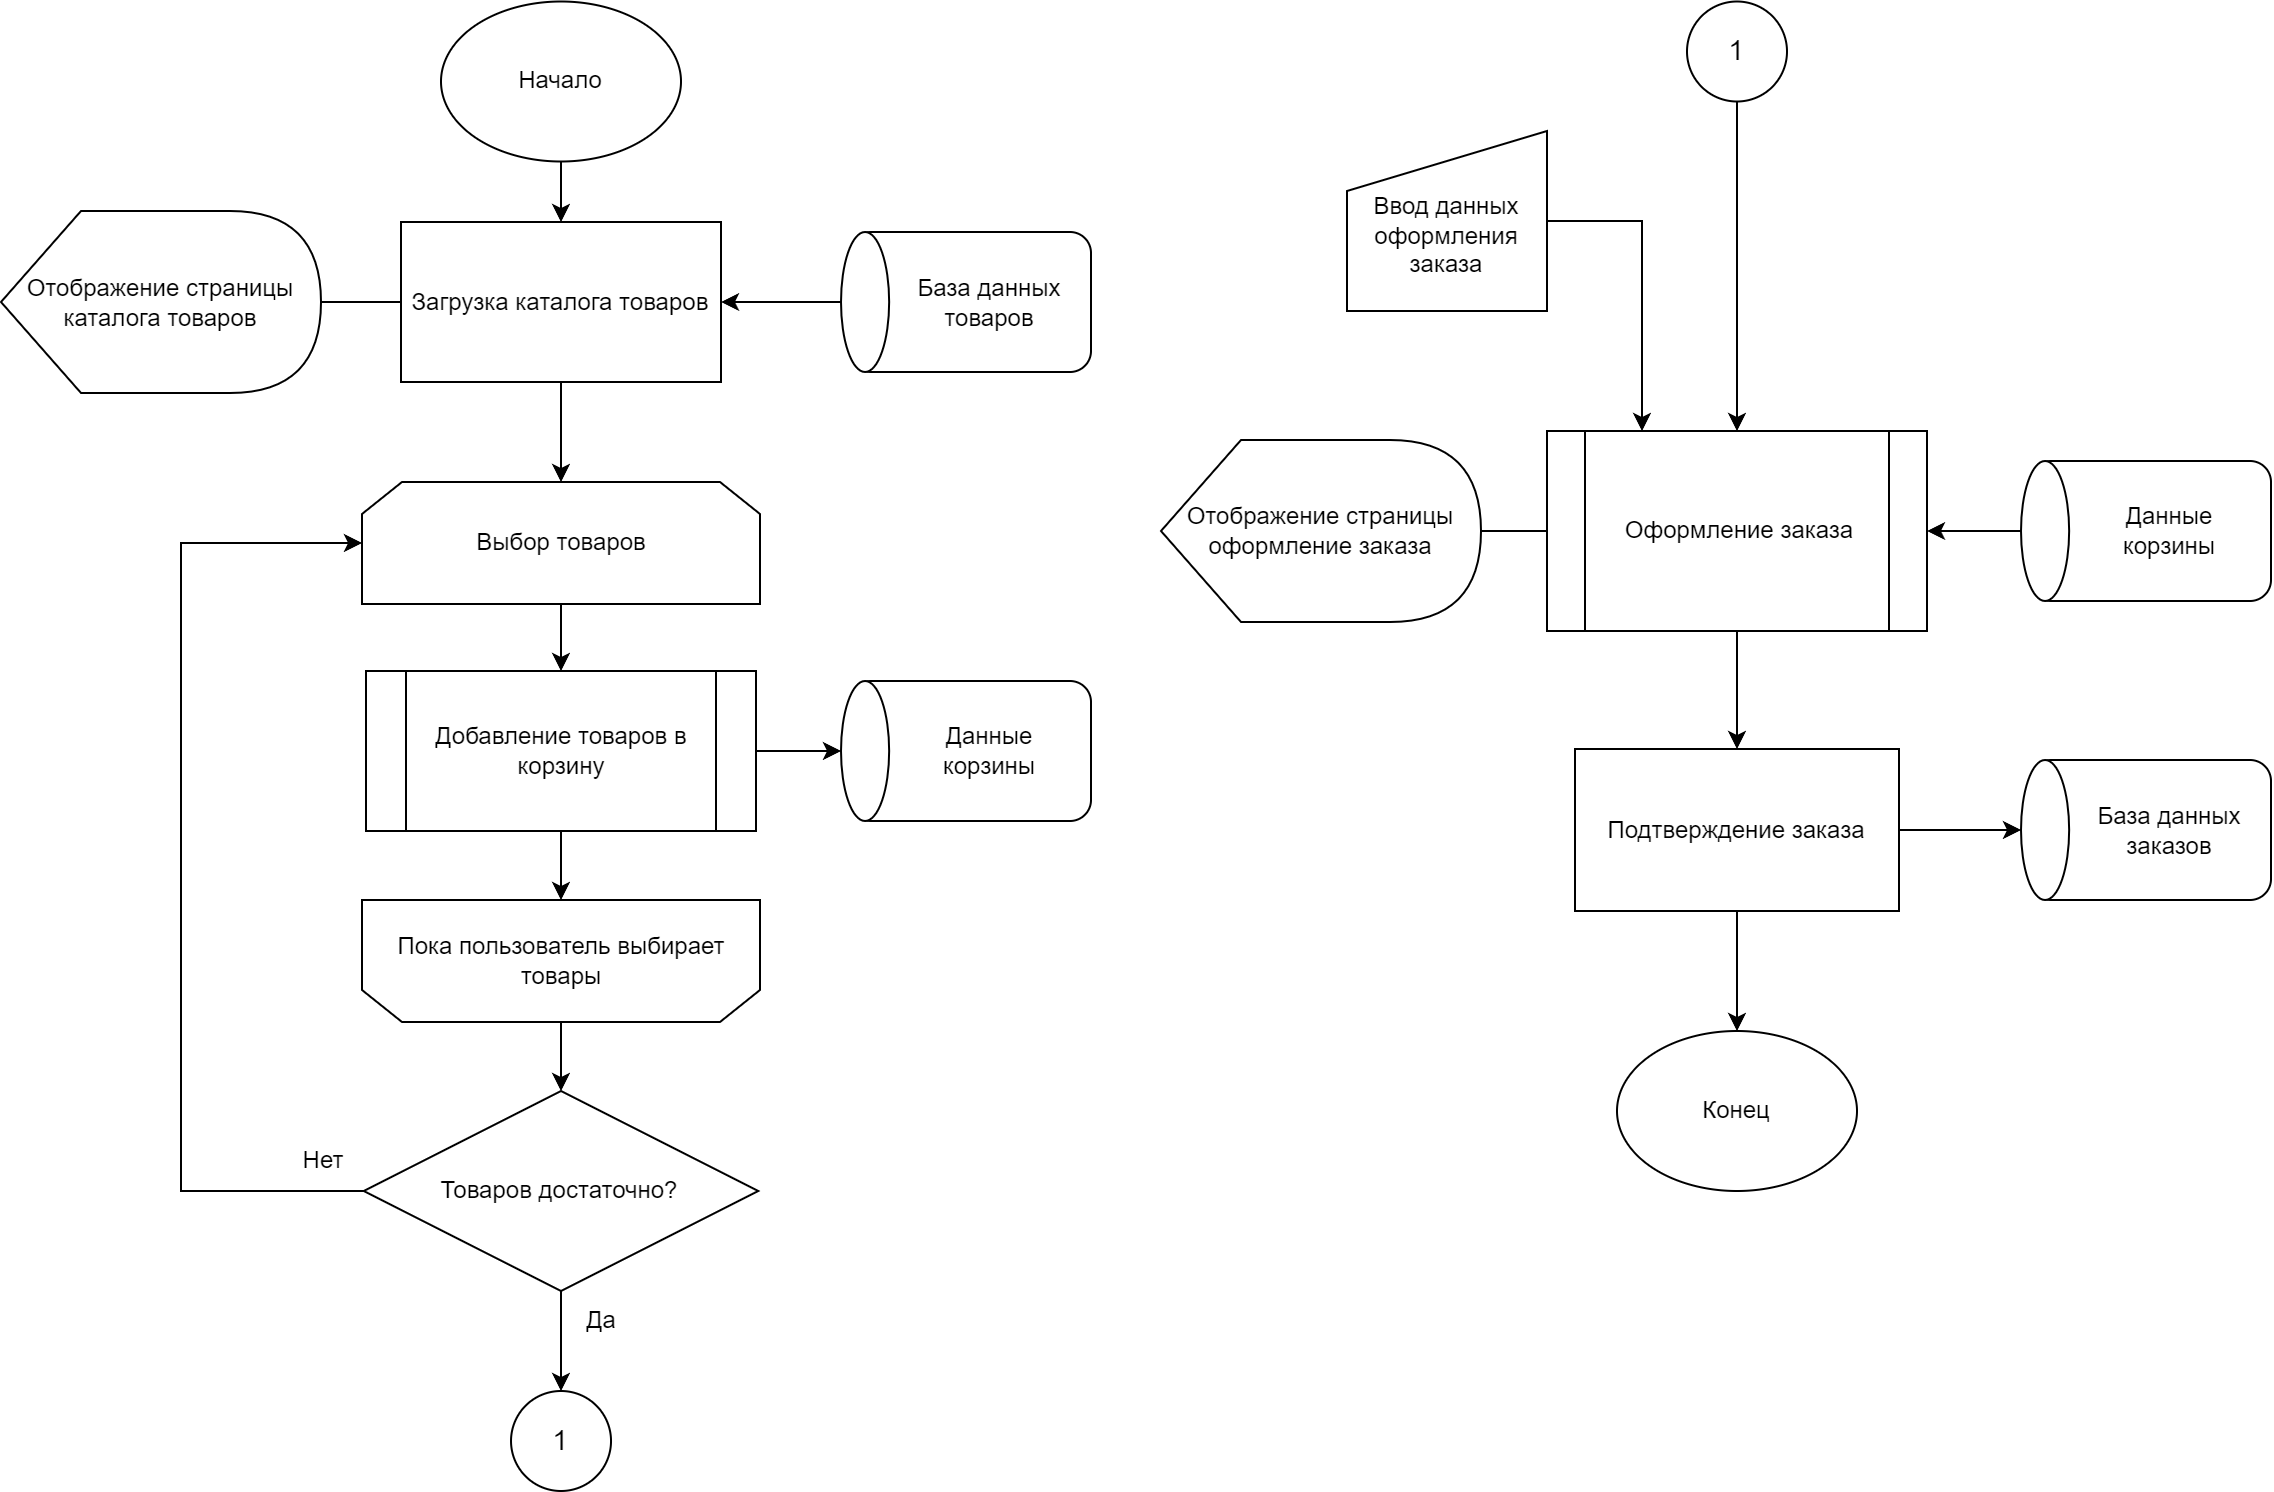 Начало
Отображение страницы
каталога товаров
Загрузка каталога товаров
База данных
товаров
Выбор товаров
Добавление товаров в
корзину
Данные
корзины
Пока пользователь выбирает
товары
Товаров достаточно?
Нет
Да
1
1
Ввод данных
оформления
заказа
Отображение страницы
оформление заказа
Оформление заказа
Данные
корзины
Подтверждение заказа
База данных
заказов
Конец